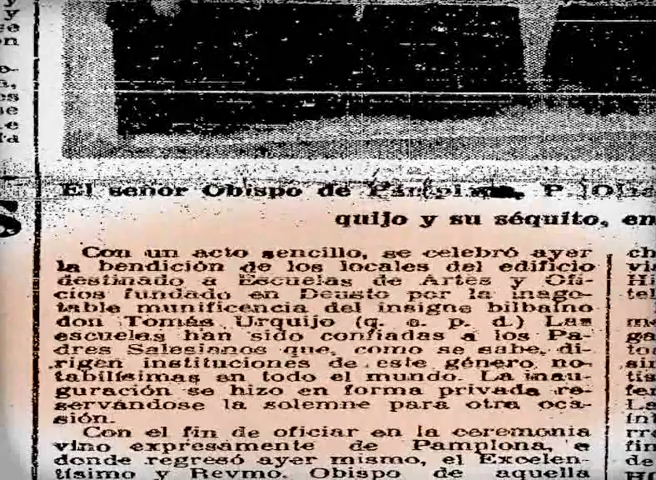 El señor Obispo de Pamplona, P.
quijo y su séquito, en
Con un acto sencillo, se celebró ayer
la bendición de los locales del edificio
destinado a Escuelas de Artes y Ofi-
cios fundado en Deusto por la inago-
table munificencia del insigne bilbaíno
don Tomás Urquijo (q. e. p. d.) Las
escuelas han sido confiadas a los Pa-
dres Salesianos que, como se sabe, di-
rigen instituciones de este género no-
tabilísimas en todo el mundo. La inau-
guración se hizo en forma privada re-
servándose la solemne para otra oca-
sión.
Con el fin de oficiar en la ceremonia
vino expresamente de Pamplona, a
donde regresó ayer mismo, el Excelen-
tísimo y Revmo. Obispo de aquella